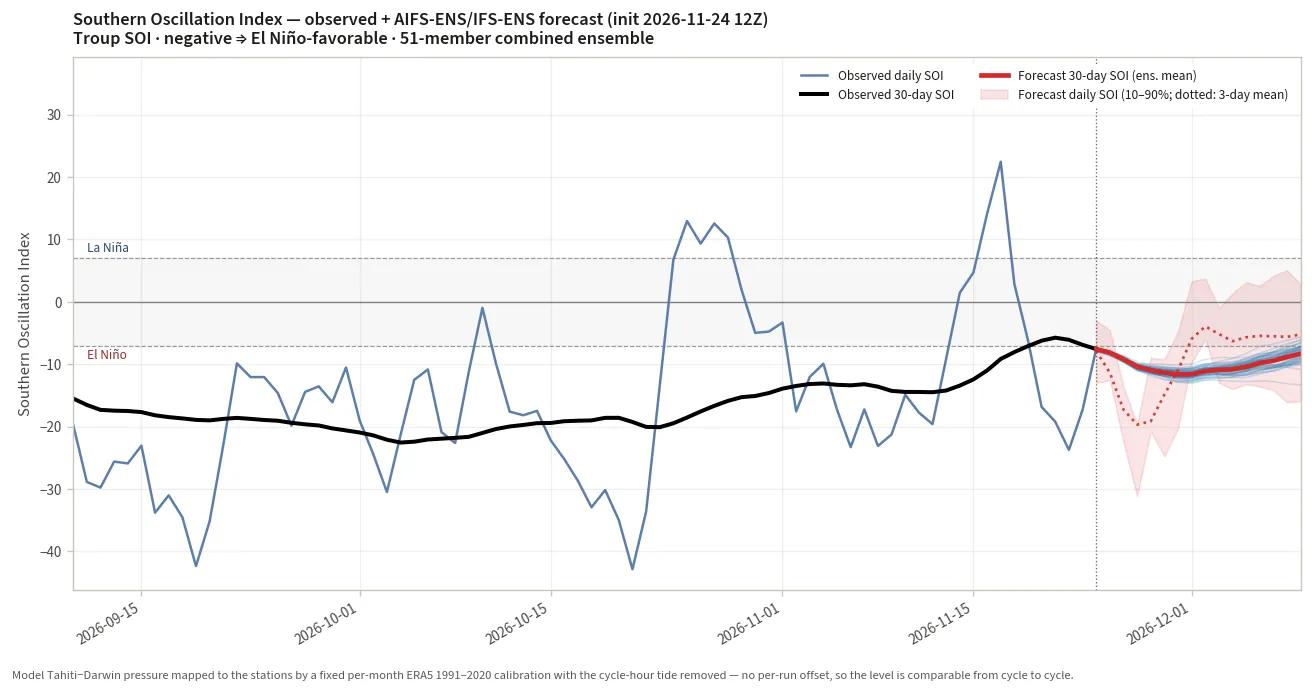 Southern Oscillation Index — observed + AIFS-ENS/IFS-ENS forecast (init 2026-11-24 12Z)
Troup SOI · negative ⇒ El Niño-favorable · 51-member combined ensemble
Observed daily SOI
Observed 30-day SOI
Forecast 30-day SOI (ens. mean)
Forecast daily SOI (10–90%; dotted: 3-day mean)
Southern Oscillation Index
30
20
10
0
−10
−20
−30
−40
La Niña
El Niño
2026-09-15
2026-10-01
2026-10-15
2026-11-01
2026-11-15
2026-12-01
Model Tahiti−Darwin pressure mapped to the stations by a fixed per-month ERA5 1991–2020 calibration with the cycle-hour tide removed — no per-run offset, so the level is comparable from cycle to cycle.